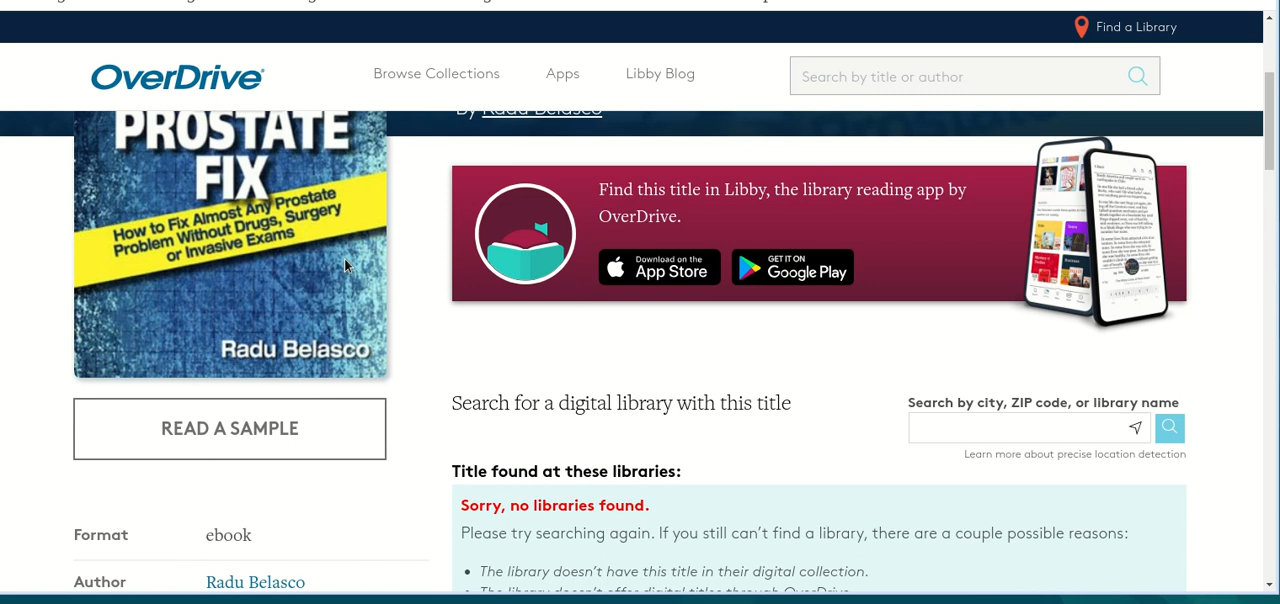 Find a Library
OverDrive
Browse Collections
Apps
Libby Blog
Search by title or author
By Radu Belasco
PROSTATE
FIX
How to Fix Almost Any Prostate
Problem Without Drugs, Surgery
or Invasive Exams
Radu Belasco
Find this title in Libby, the library reading app by
OverDrive.
Download on the
App Store
GET IT ON
Google Play
READ A SAMPLE
Search for a digital library with this title
Search by city, ZIP code, or library name
Learn more about precise location detection
Title found at these libraries:
Sorry, no libraries found.
Please try searching again. If you still can't find a library, there are a couple possible reasons:
• The library doesn't have this title in their digital collection.
• The library doesn't offer digital titles through OverDrive.
Format ebook
Author Radu Belasco